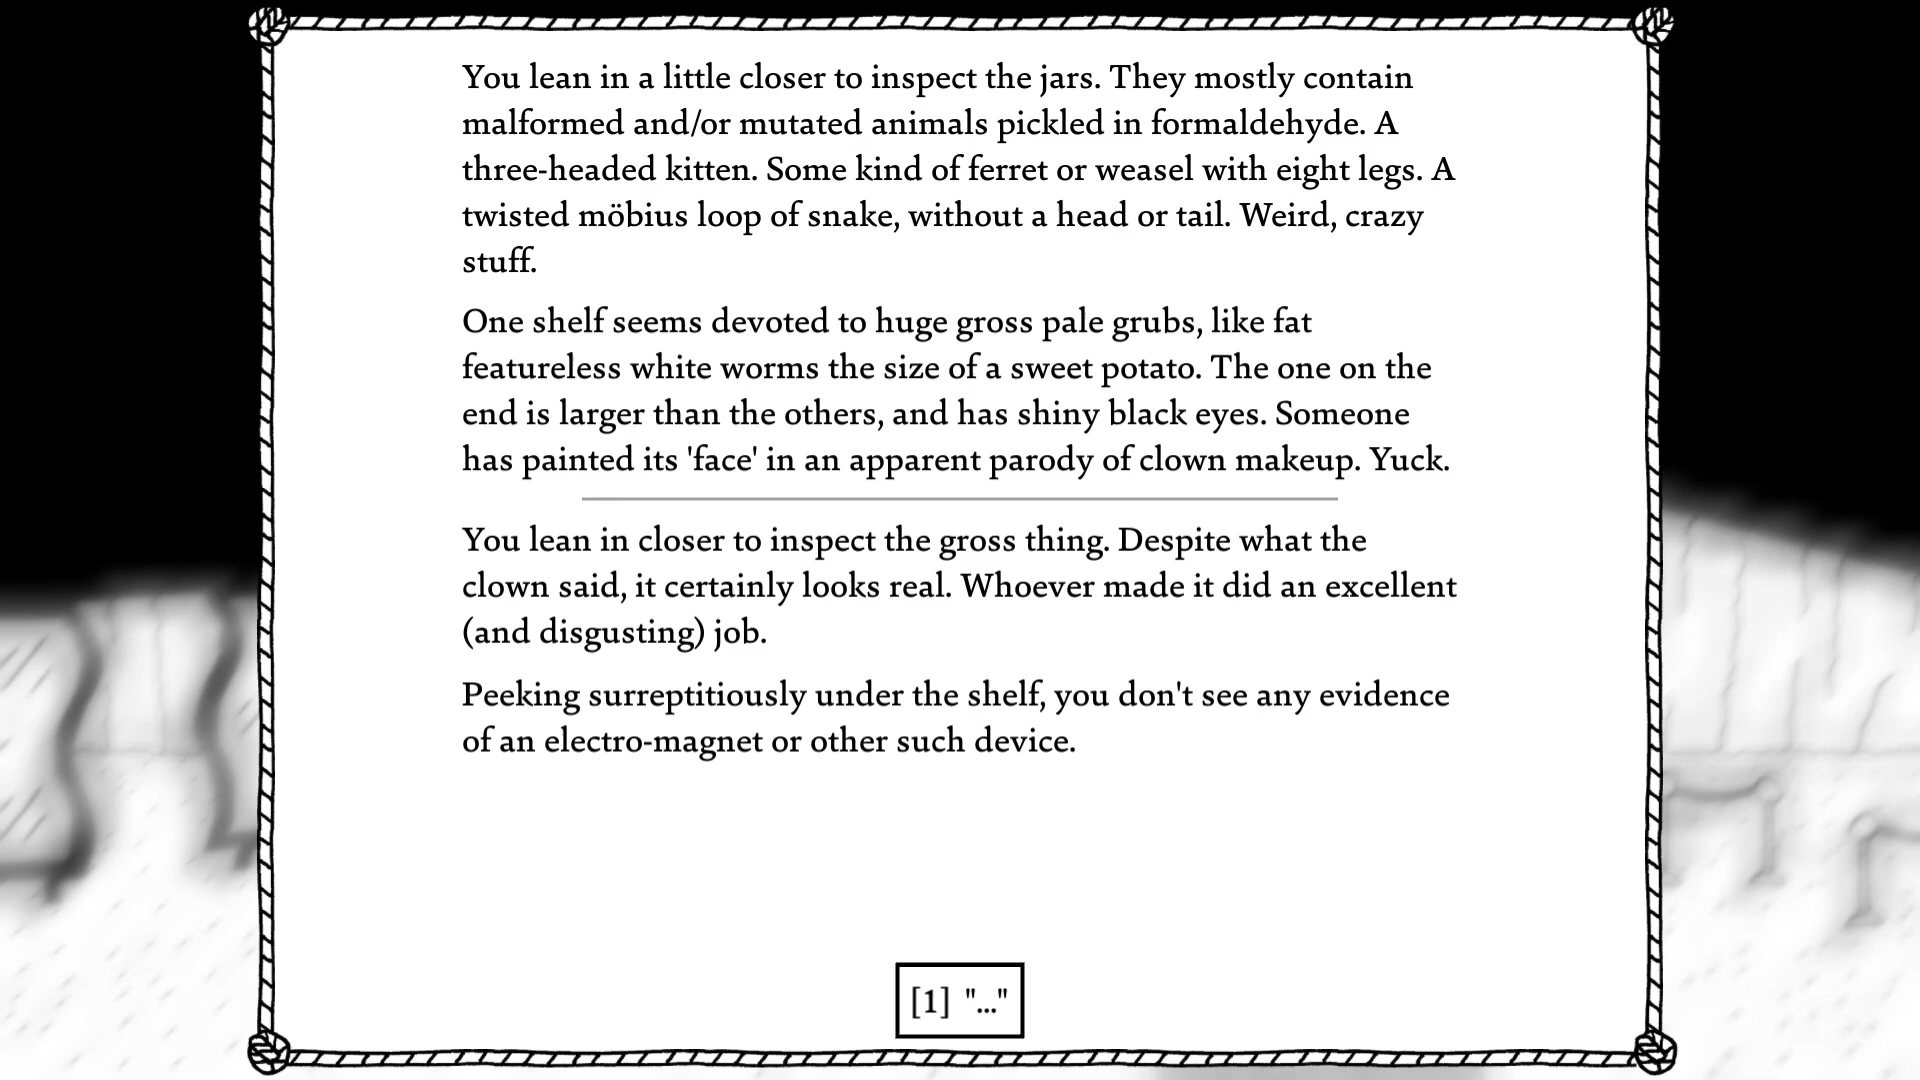 You lean in a little closer to inspect the jars. They mostly contain
malformed and/or mutated animals pickled in formaldehyde. A
three-headed kitten. Some kind of ferret or weasel with eight legs. A
twisted möbius loop of snake, without a head or tail. Weird, crazy
stuff.
One shelf seems devoted to huge gross pale grubs, like fat
featureless white worms the size of a sweet potato. The one on the
end is larger than the others, and has shiny black eyes. Someone
has painted its 'face' in an apparent parody of clown makeup. Yuck.
You lean in closer to inspect the gross thing. Despite what the
clown said, it certainly looks real. Whoever made it did an excellent
(and disgusting) job.
Peeking surreptitiously under the shelf, you don't see any evidence
of an electro-magnet or other such device.
[1] "..."